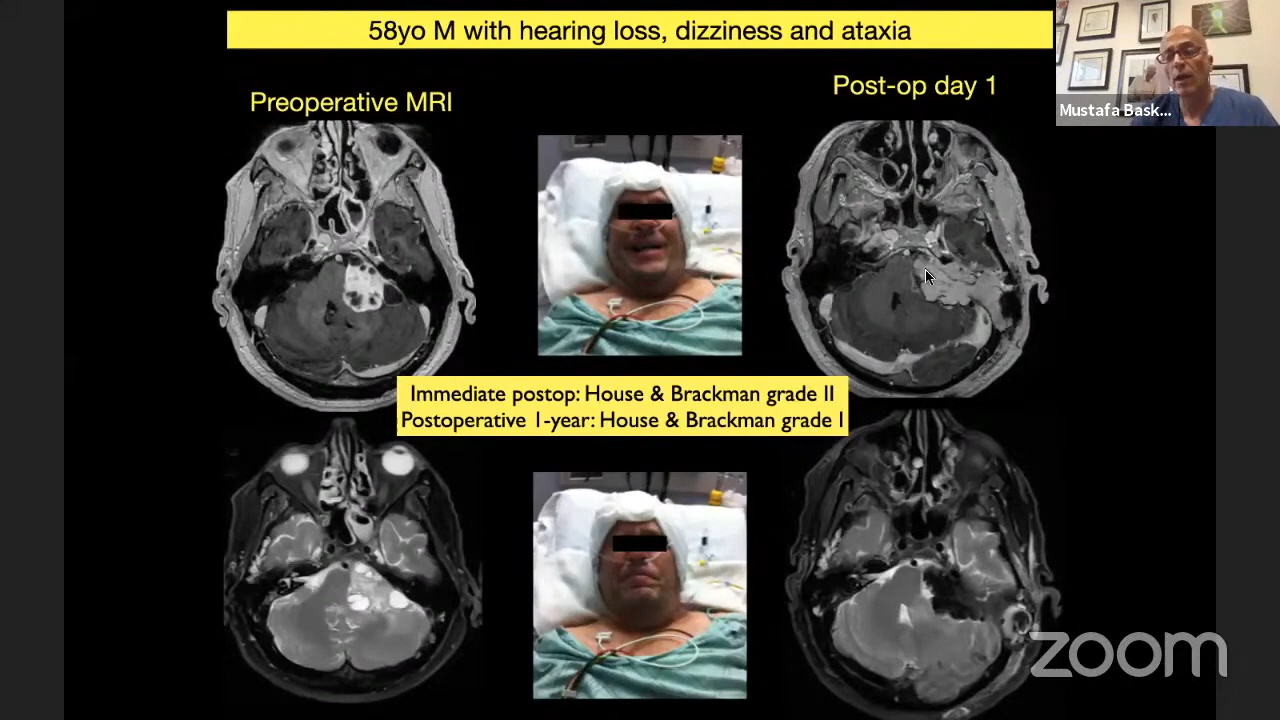 58yo M with hearing loss, dizziness and ataxia
Preoperative MRI
Post-op day 1
Mustafa Bask...
Immediate postop: House & Brackman grade II
Postoperative 1-year: House & Brackman grade I
zoom